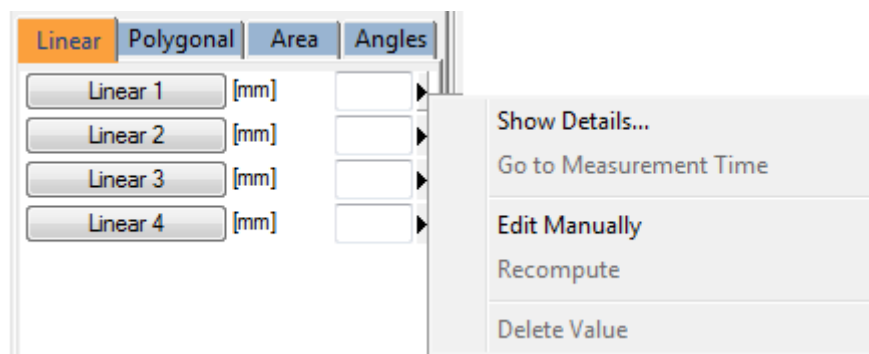 Linear Polygonal Area Angles
Linear 1 [mm]
Linear 2 [mm]
Linear 3 [mm]
Linear 4 [mm]
Show Details...
Go to Measurement Time
Edit Manually
Recompute
Delete Value